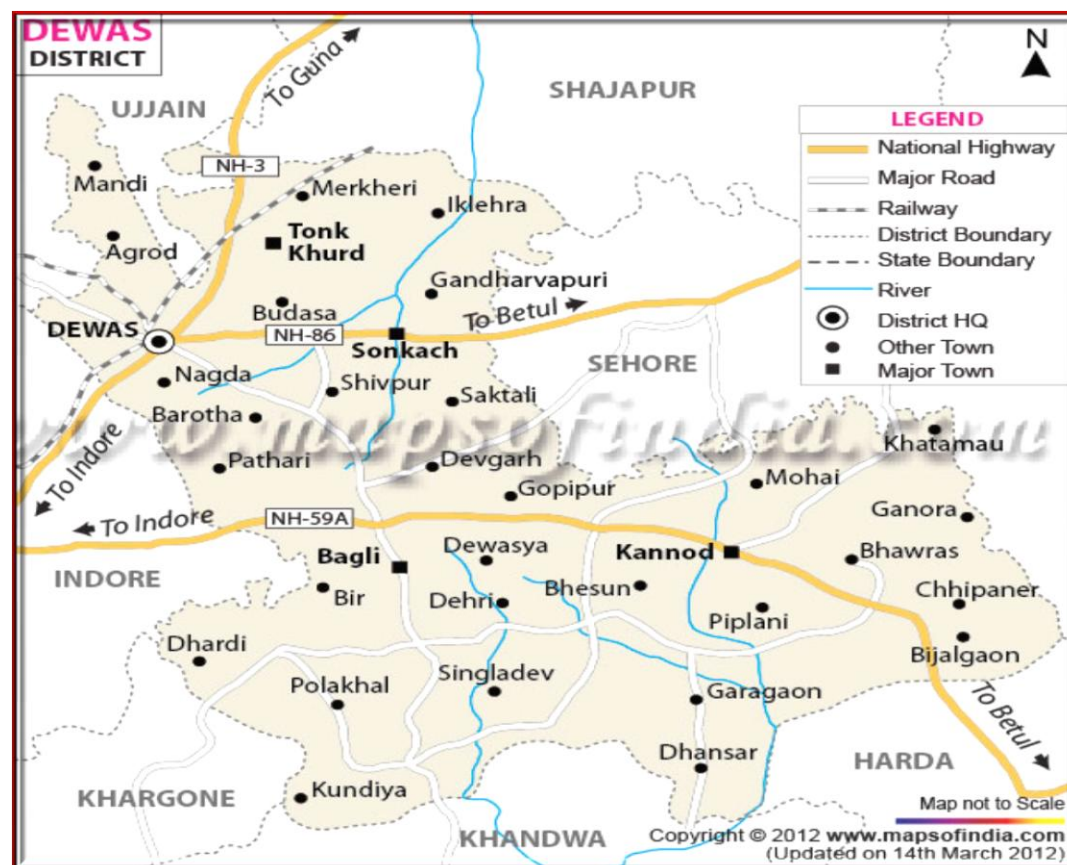 DEWAS
DISTRICT
N
To Guna
UJJAIN
SHAJAPUR
LEGEND
National Highway
Major Road
Railway
District Boundary
State Boundary
River
District HQ
Other Town
Major Town
NH-3
Mandi
Merkheri
Iklehra
Agrod
Tonk
Khurd
Gandharvapuri
Budasa
To Betul
DEWAS
NH-86
Sonkach
SEHORE
Nagda
Shivpur
Saktali
Barotha
www.mapsofindia.com
Khatamau
To Indore
Pathari
Devgarh
Mohai
Gopipur
To Indore
NH-59A
Ganora
Bagli
Dewasya
Kannod
Bhawras
INDORE
Bir
Dehri
Bhesun
Chhipaner
Piplani
Dhardi
Bijalgaon
Polakhal
Singladev
Garagaon
To Betul
Dhansar
HARDA
KHARGONE
Kundiya
KHANDWA
Map not to Scale
Copyright © 2012 www.mapsofindia.com
(Updated on 14th March 2012)